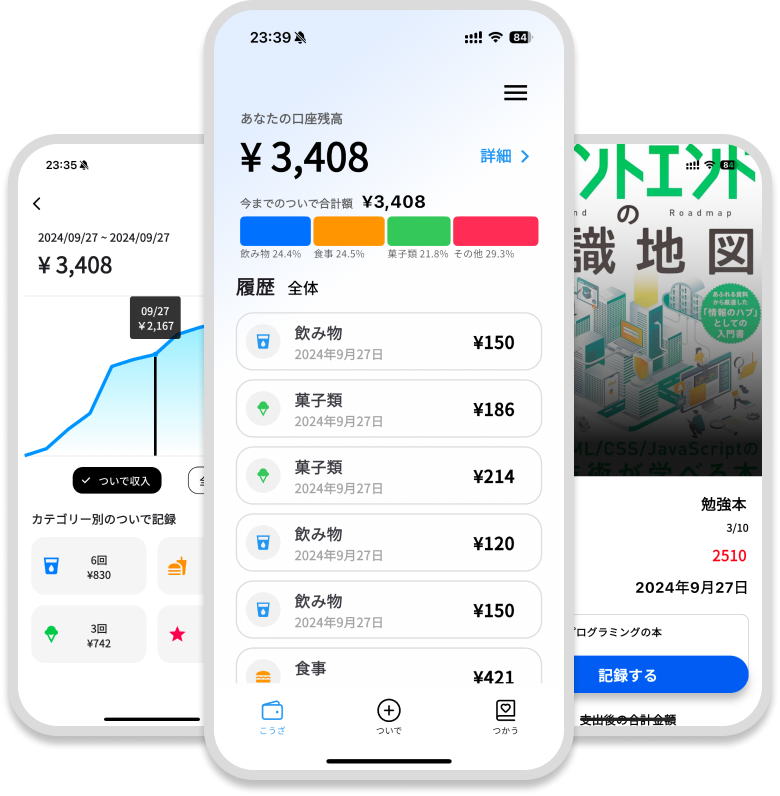 23:35
2024/09/27 ~ 2024/09/27
¥ 3,408
09/27
¥2,167
ついで収入
カテゴリー別のついで記録
6回
¥830
3回
¥742
23:39
84
あなたの口座残高
¥ 3,408
詳細
今までのついで合計額 ¥3,408
飲み物 24.4% 食事 24.5% 菓子類 21.8% その他 29.3%
履歴 全体
飲み物
2024年9月27日
¥150
菓子類
2024年9月27日
¥186
菓子類
2024年9月27日
¥214
飲み物
2024年9月27日
¥120
飲み物
2024年9月27日
¥150
食事
¥421
こうざ
ついで
つかう
84
ントエンド
nd の Roadmap
識地図
あふれる資料
から厳選した
「情報のハブ」
としての
入門書
ML/CSS/JavaScriptの
技術が学べる本
勉強本
3/10
2510
2024年9月27日
プログラミングの本
記録する
支出後の合計金額